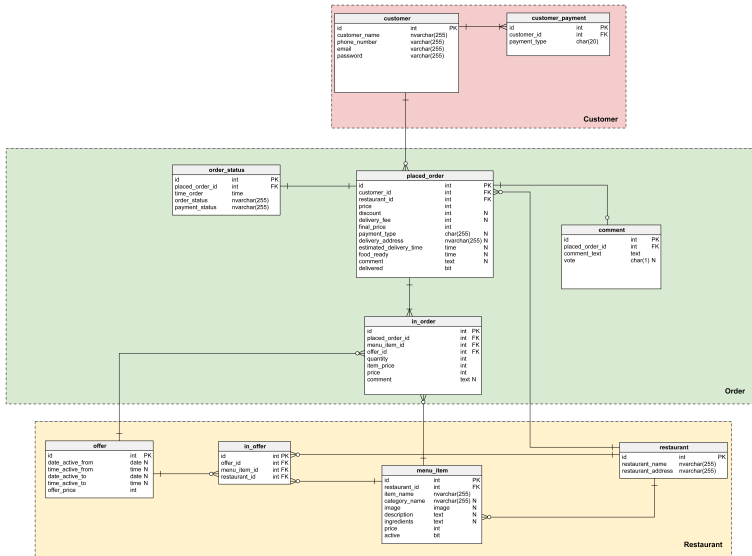 customer
id int PK
customer_name nvarchar(255)
phone_number varchar(255)
email varchar(255)
password varchar(255)
customer_payment
id int PK
customer_id int FK
payment_type char(20)
Customer
order_status
id int PK
placed_order_id int FK
time_order time
order_status nvarchar(255)
payment_status nvarchar(255)
placed_order
id int PK
customer_id int FK
restaurant_id int FK
price int
discount int N
delivery_fee int N
final_price int
payment_type char(255) N
delivery_address nvarchar(255) N
estimated_delivery_time time N
food_ready time N
comment text N
delivered bit
comment
id int PK
placed_order_id int FK
comment_text text
vote char(1) N
in_order
id int PK
placed_order_id int FK
menu_item_id int FK
offer_id int FK
quantity int
item_price int
price int
comment text N
Order
offer
id int PK
date_active_from date N
time_active_from time N
date_active_to date N
time_active_to time N
offer_price int
in_offer
id int PK
offer_id int FK
menu_item_id int FK
restaurant_id int FK
menu_item
id int PK
restaurant_id int FK
item_name nvarchar(255)
category_name nvarchar(255) N
image image N
description text N
ingredients text N
price int
active bit
restaurant
id int PK
restaurant_name nvarchar(255)
restaurant_address nvarchar(255)
Restaurant